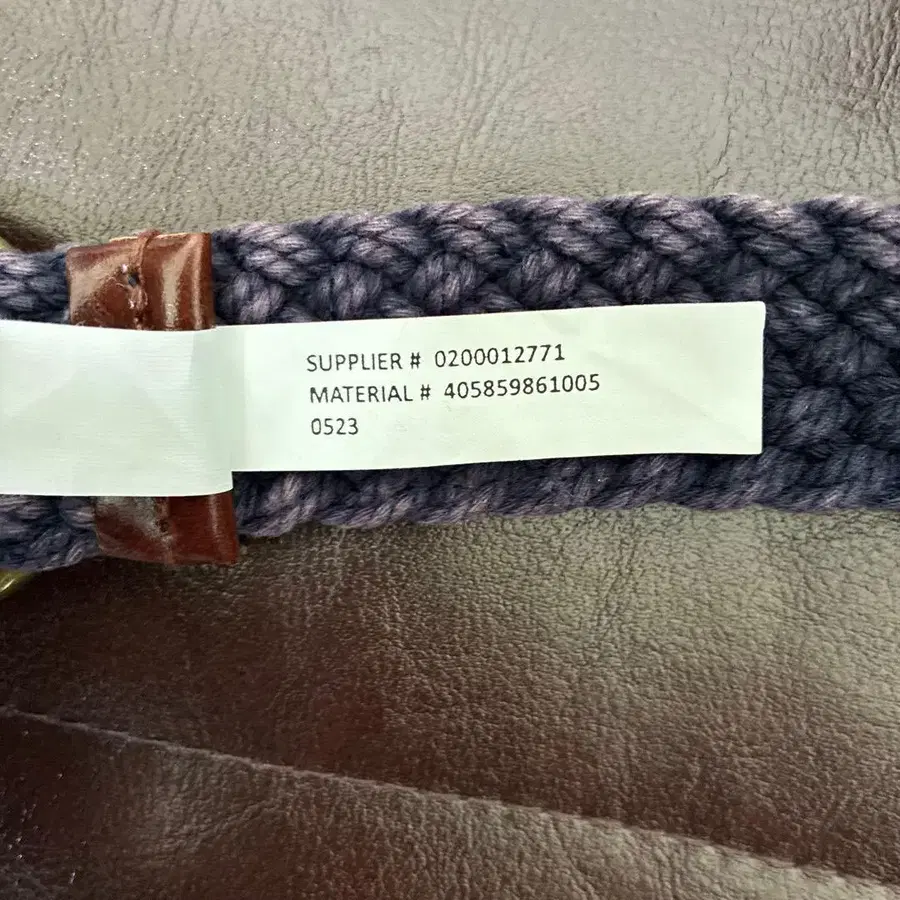 SUPPLIER # 0200012771
MATERIAL # 405859861005
0523